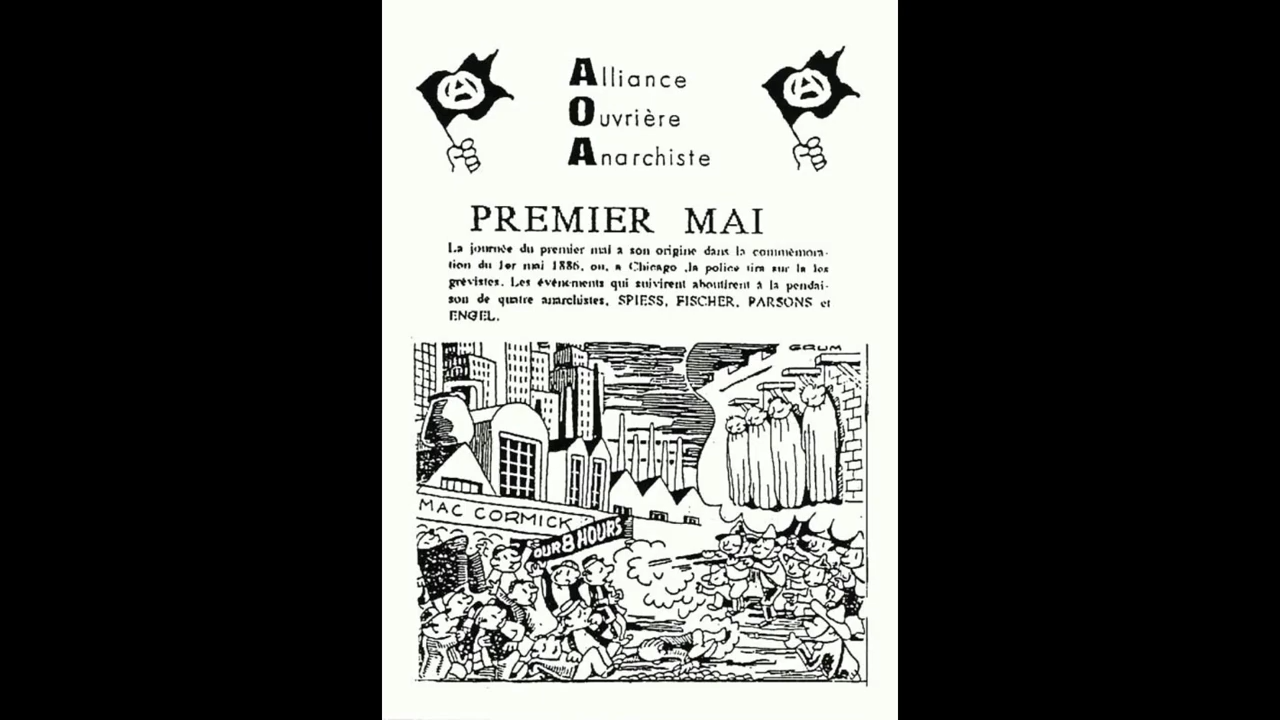 Alliance
Ouvrière
Anarchiste
PREMIER MAI
La journée du premier mai a son origine dans la commémora-
tion du 1er mai 1886, ou, a Chicago ,la police tira sur la les
grévistes. Les événements qui suivirent aboutirent à la pendai-
son de quatre anarchistes, SPIESS, FISCHER, PARSONS et
ENGEL.
GRUM
MAC CORMICK
OUR 8 HOURS